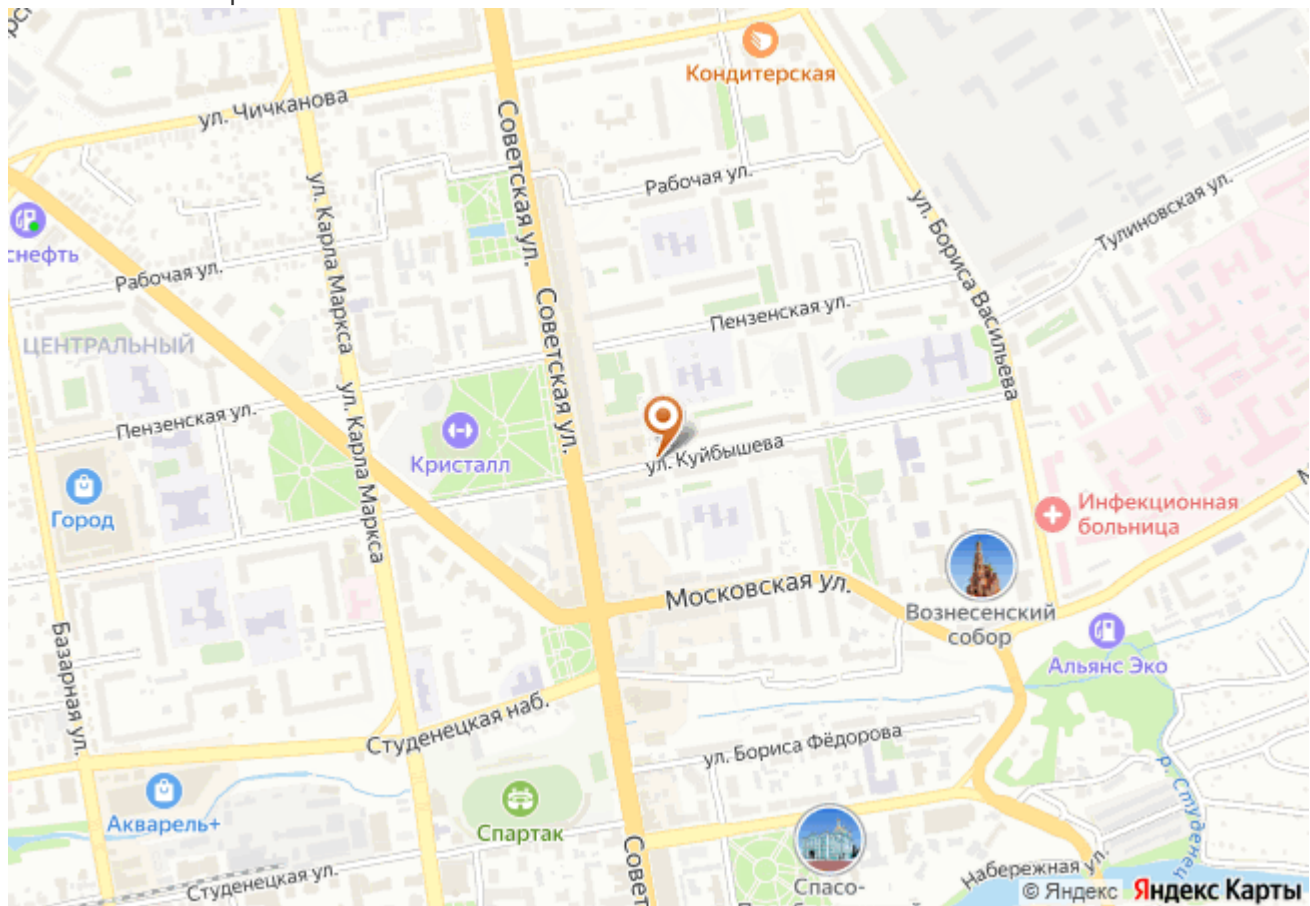 Кондитерская
ул. Чичканова
Советская ул.
Рабочая ул.
ул. Карла Маркса
ул. Бориса Васильева
Тулиновская ул.
снефть
Рабочая ул.
Советская ул.
Пензенская ул.
ЦЕНТРАЛЬНЫЙ
ул. Карла Маркса
Пензенская ул.
Кристалл
ул. Куйбышева
Город
Инфекционная
больница
Московская ул.
Вознесенский
собор
Базарная ул.
Альянс Эко
Студенецкая наб.
ул. Бориса Фёдорова
р. Студенец
Акварель+
Спартак
Совет
Студенецкая ул.
Набережная ул.
Спасо-
© Яндекс Яндекс Карты